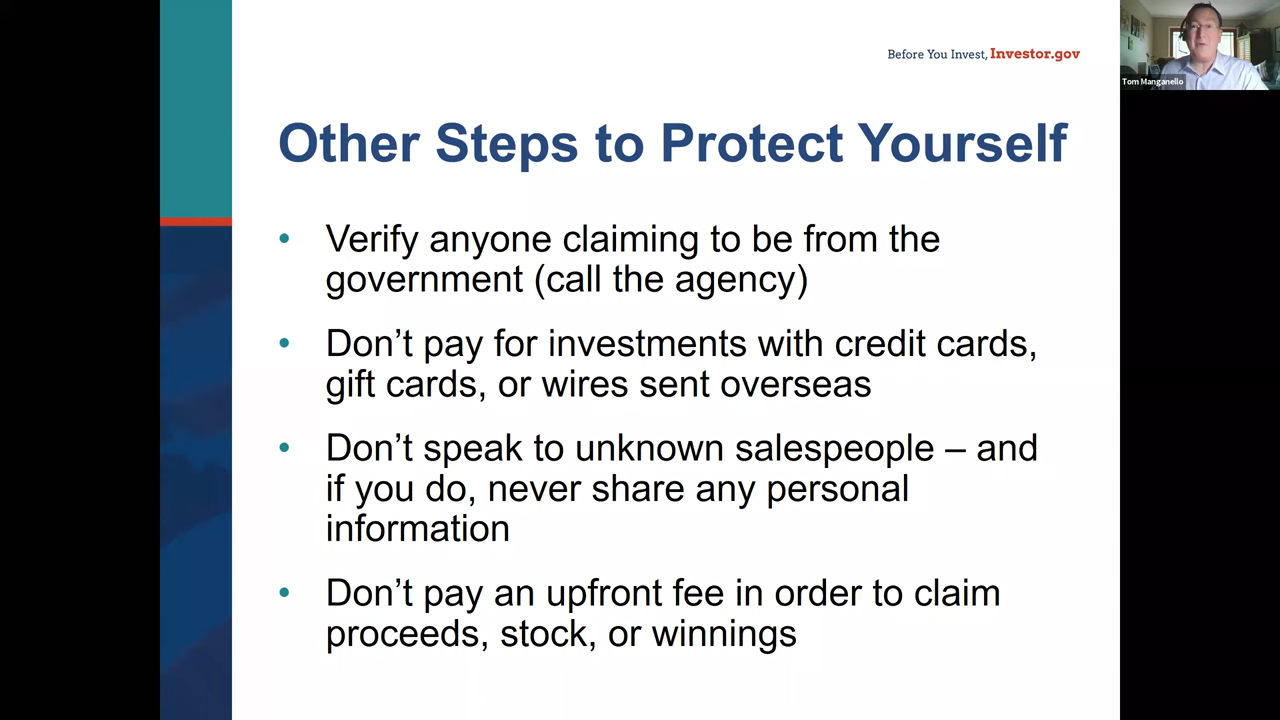 Before You Invest, Investor.gov
Tom Manganello
Other Steps to Protect Yourself
• Verify anyone claiming to be from the
government (call the agency)
• Don’t pay for investments with credit cards,
gift cards, or wires sent overseas
• Don’t speak to unknown salespeople – and
if you do, never share any personal
information
• Don’t pay an upfront fee in order to claim
proceeds, stock, or winnings